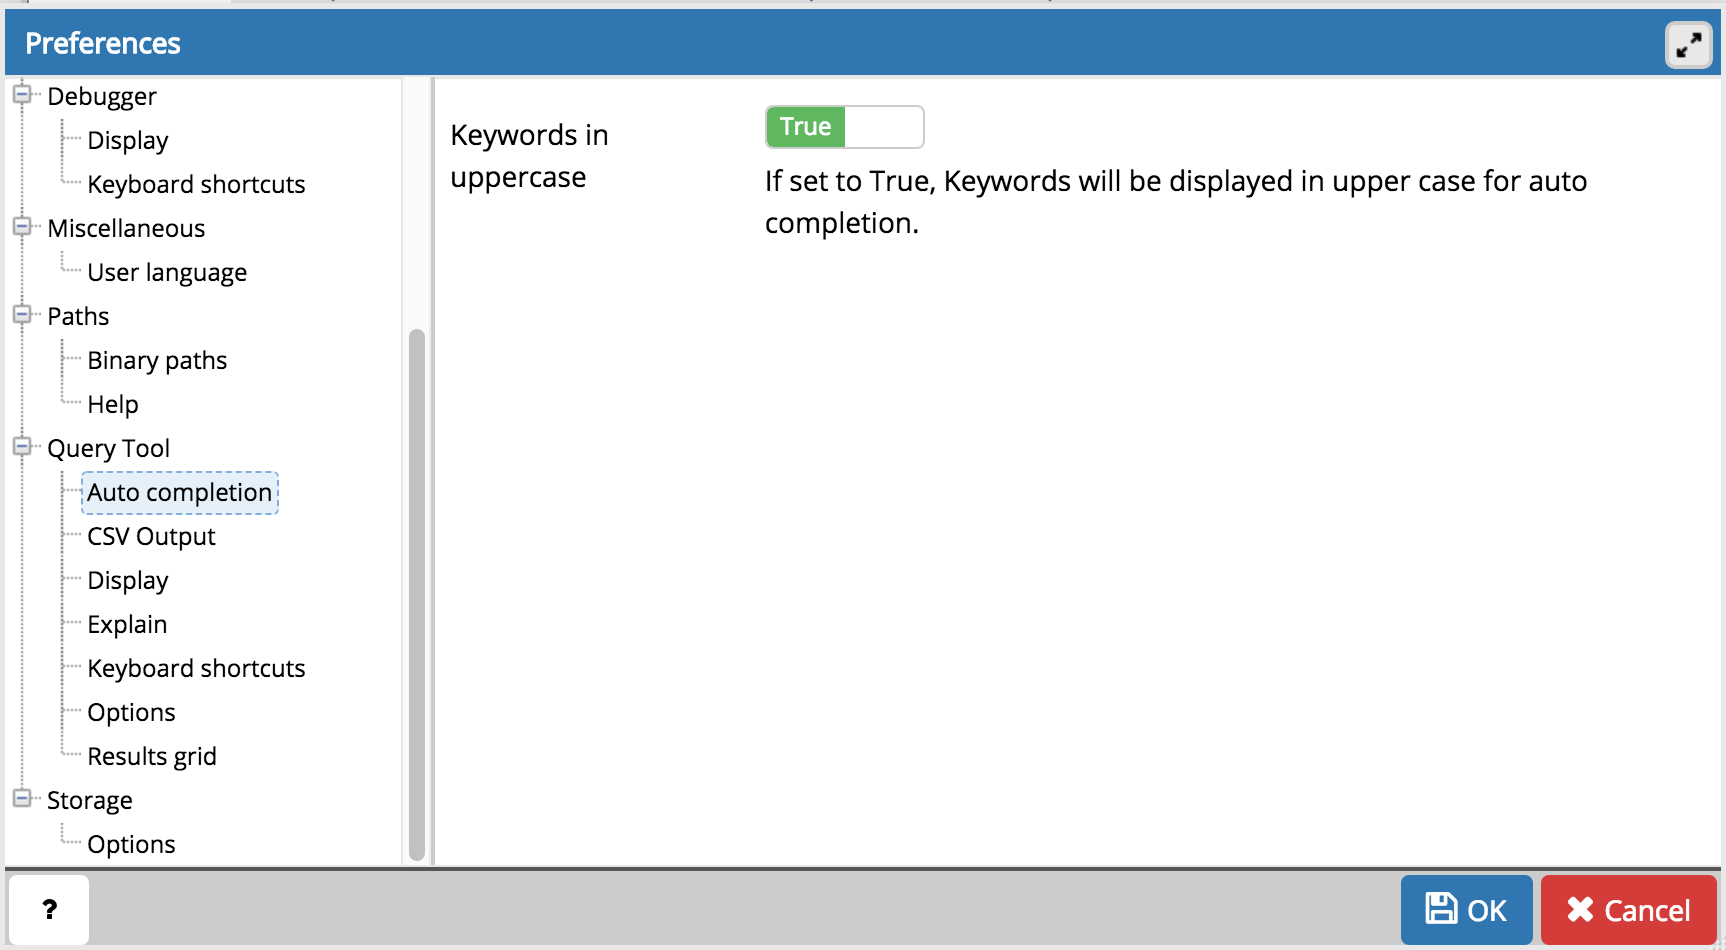 Preferences
Debugger
Display
Keyboard shortcuts
Miscellaneous
User language
Paths
Binary paths
Help
Query Tool
Auto completion
CSV Output
Display
Explain
Keyboard shortcuts
Options
Results grid
Storage
Options
Keywords in
uppercase
True
If set to True, Keywords will be displayed in upper case for auto
completion.
?
OK
Cancel